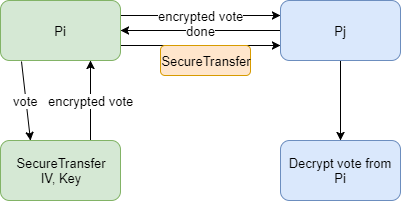 encrypted vote
Pi
done
Pj
SecureTransfer
vote
encrypted vote
SecureTransfer
IV, Key
Decrypt vote from
Pi